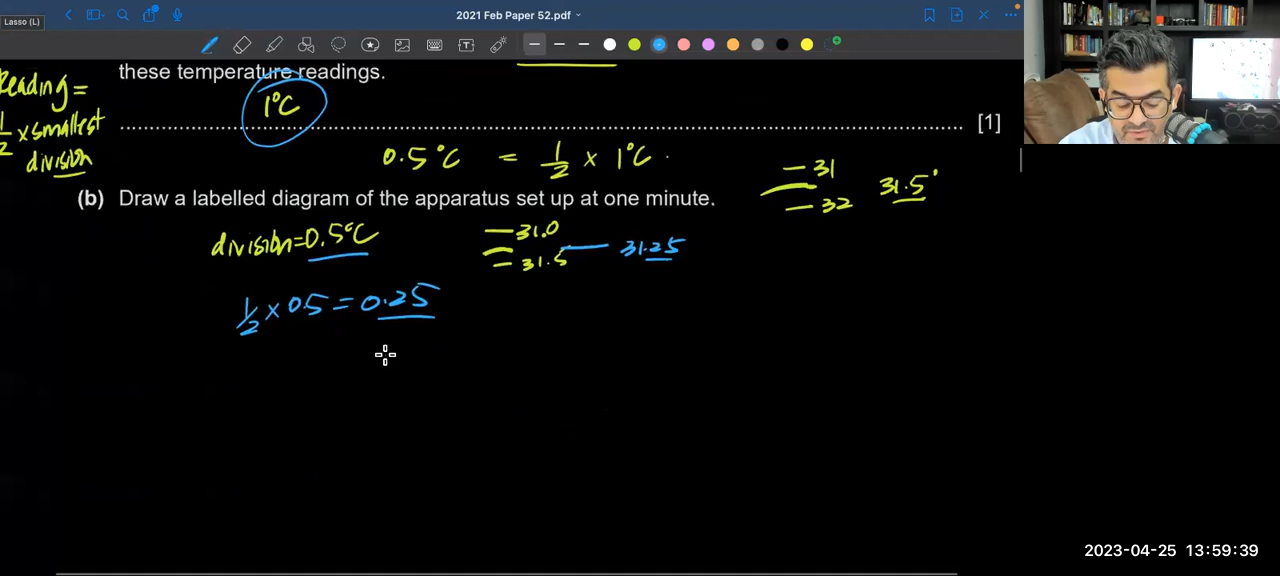 Lasso (L)
2021 Feb Paper 52.pdf
these temperature readings.
Reading =
1/2 x smallest
division
1°C
[1]
0.5°C = 1/2 x 1°C
31
32
31.5°
(b) Draw a labelled diagram of the apparatus set up at one minute.
division=0.5°C
31.0
31.5
31.25
1/2 x 0.5 = 0.25
2023-04-25 13:59:39